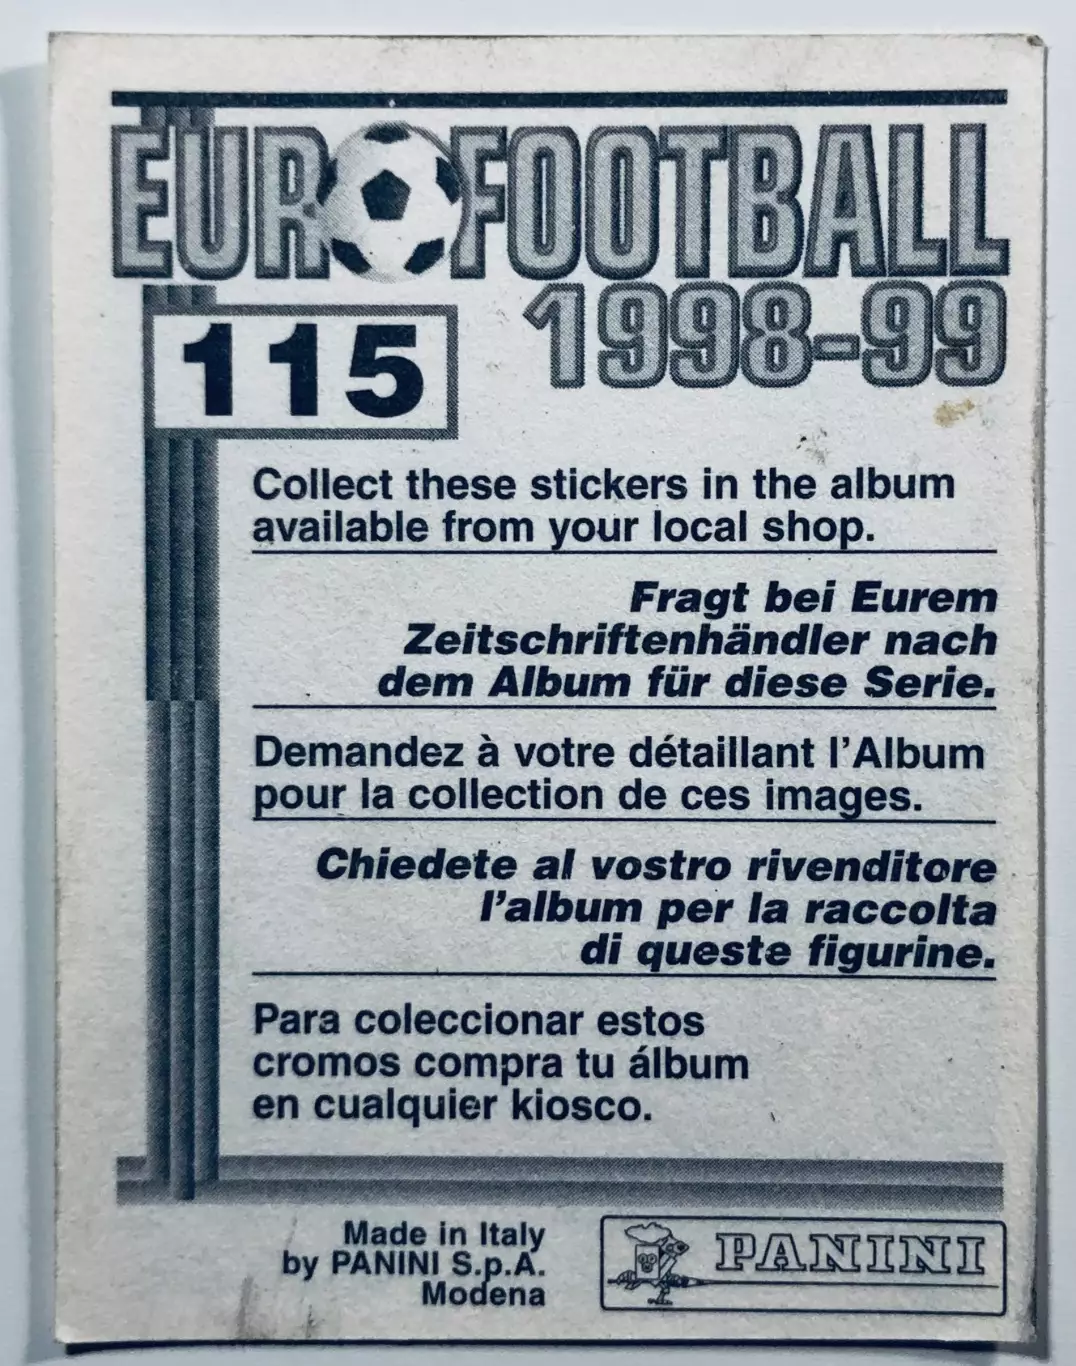 EUROFOOTBALL
1998-99
115
Collect these stickers in the album
available from your local shop.
Fragt bei Eurem
Zeitschriftenhändler nach
dem Album für diese Serie.
Demandez à votre détaillant l'Album
pour la collection de ces images.
Chiedete al vostro rivenditore
l'album per la raccolta
di queste figurine.
Para coleccionar estos
cromos compra tu álbum
en cualquier kiosco.
Made in Italy
by PANINI S.p.A.
Modena
PANINI